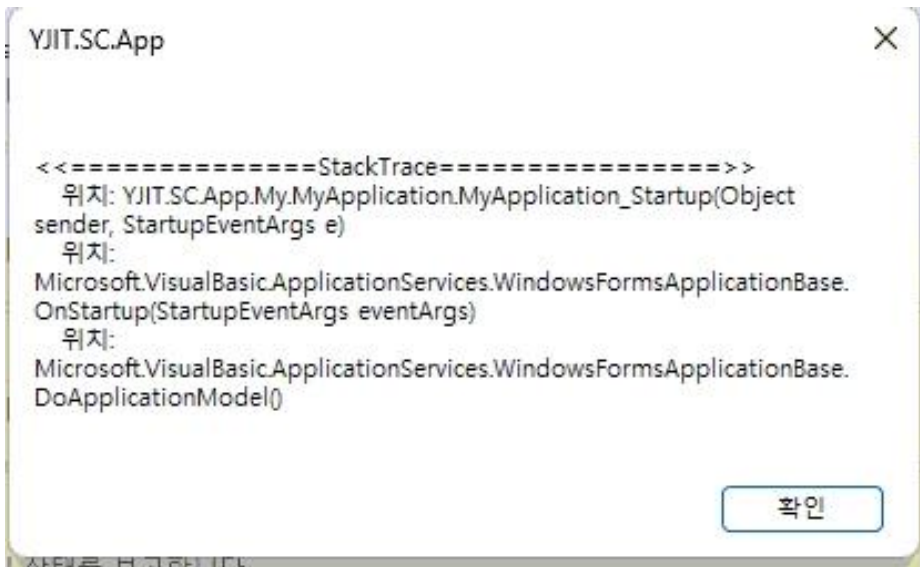 YJIT.SC.App
<<==============StackTrace================>>
위치: YJIT.SC.App.My.MyApplication.MyApplication_Startup(Object
sender, StartupEventArgs e)
위치:
Microsoft.VisualBasic.ApplicationServices.WindowsFormsApplicationBase.
OnStartup(StartupEventArgs eventArgs)
위치:
Microsoft.VisualBasic.ApplicationServices.WindowsFormsApplicationBase.
DoApplicationModel()
확인